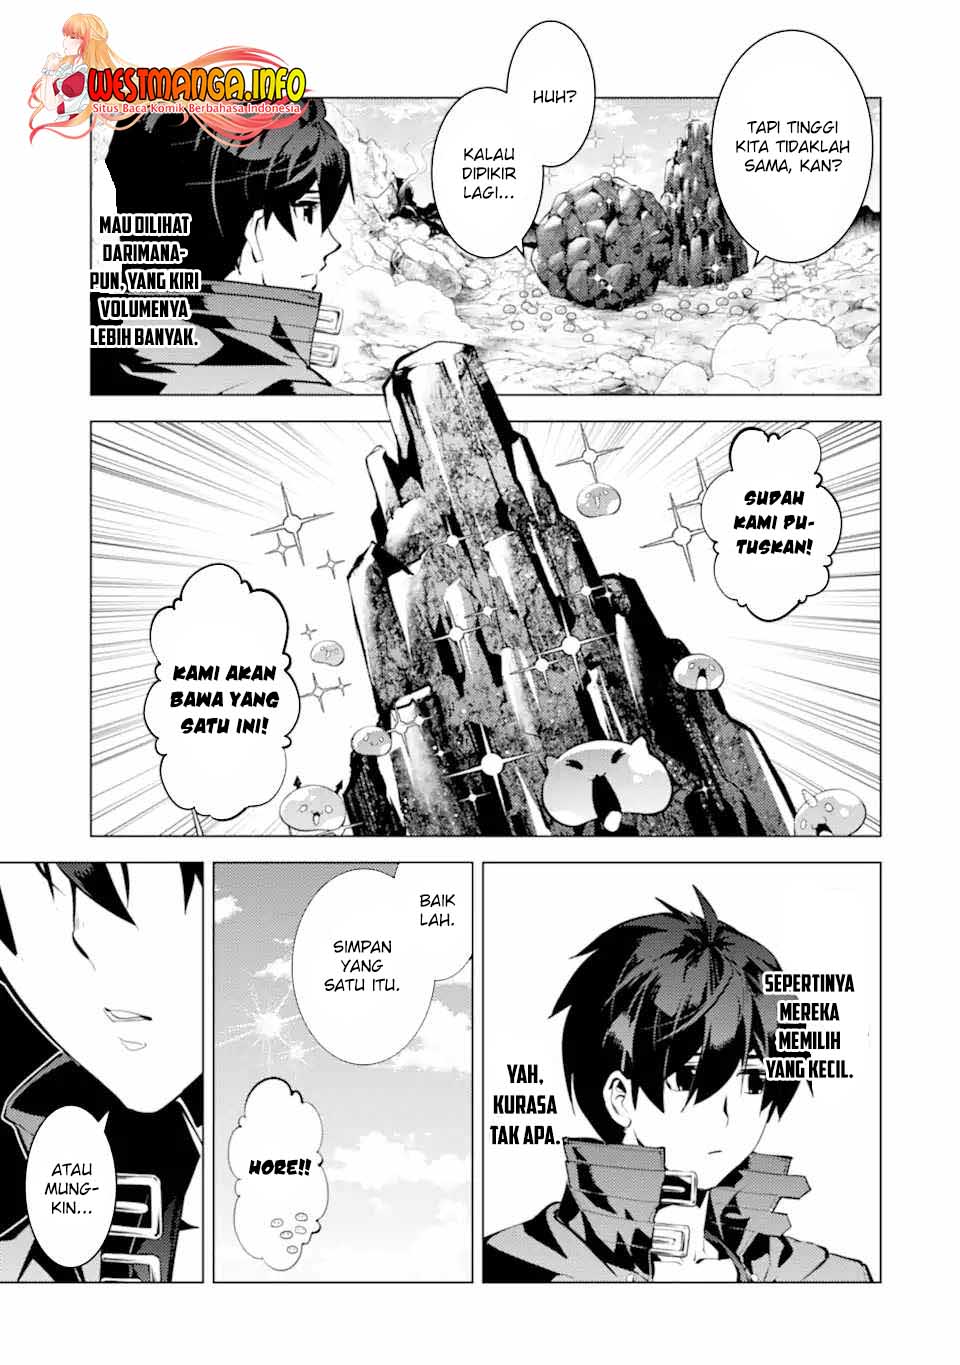 WESTMANGA.INFO
Situs Baca Komik Berbahasa Indonesia
TAPI TINGGI
KITA TIDAKLAH
SAMA, KAN?
HUH?
KALAU
DIPIKIR
LAGI...
MAU DILIHAT
DARIMANA-
PUN, YANG KIRI
VOLUMENYA
LEBIH BANYAK.
SUDAH
KAMI PU-
TUSKAN!
KAMI AKAN
BAWA YANG
SATU INI!
SEPERTINYA
MEREKA
MEMILIH
YANG KECIL.
YAH,
KURASA
TAK APA.
BAIK
LAH.
SIMPAN
YANG
SATU ITU.
HORE!!
ATAU
MUNG-
KIN...